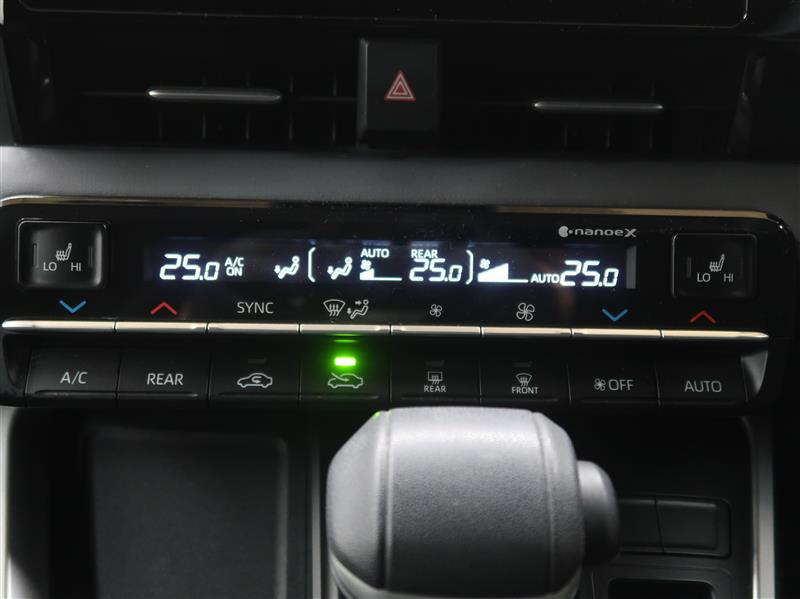 nanoeX
LO HI
25.0 A/C ON
AUTO
REAR 25.0
AUTO 25.0
LO HI
SYNC
A/C
REAR
REAR
FRONT
OFF
AUTO